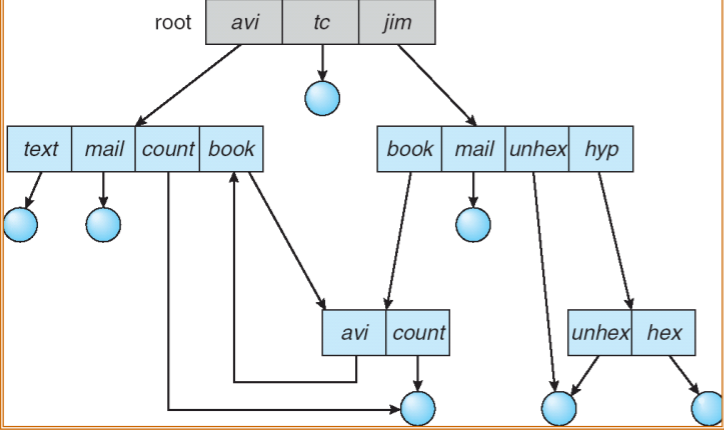 root avi tc jim
text mail count book book mail unhex hyp
avi count unhex hex